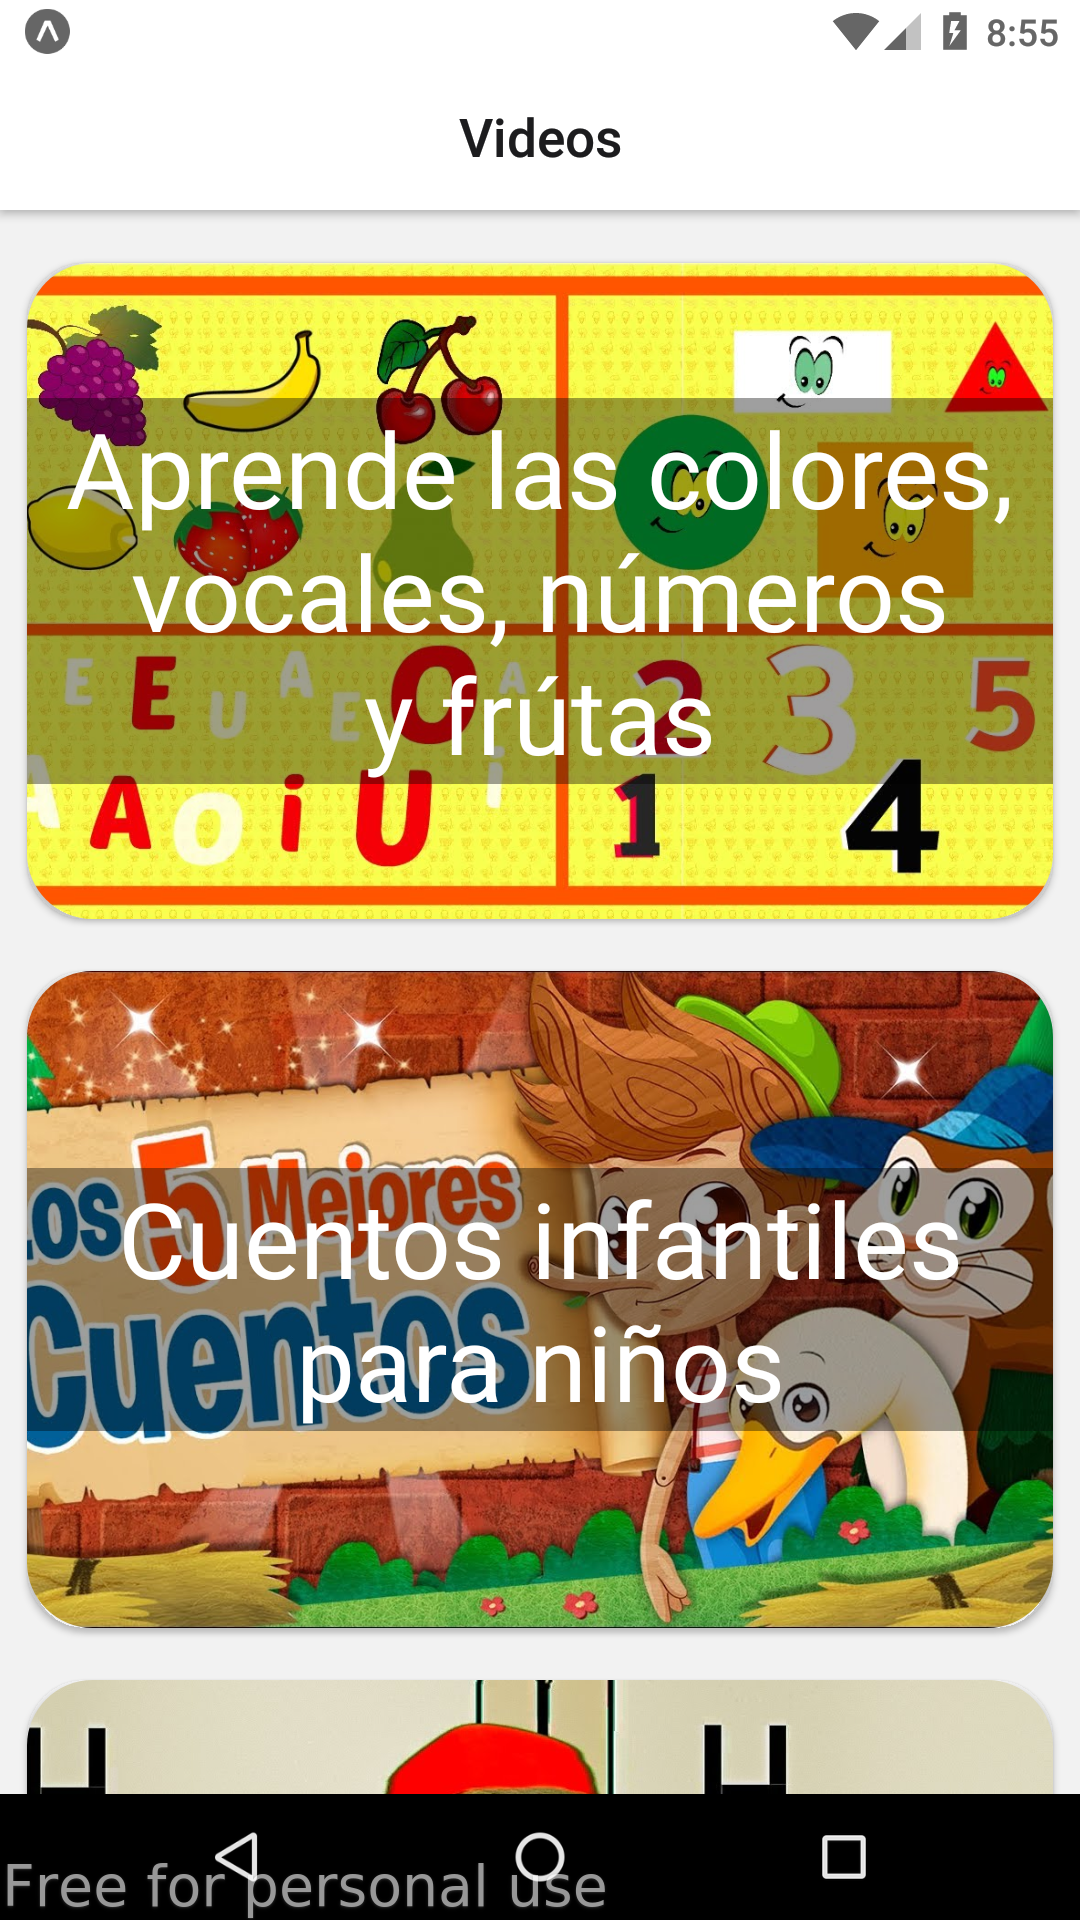 8:55
Videos
Aprende las colores,
vocales, números
y frútas
E E U A E O A
A A O i U i
2 3 5
1 4
Los 5 Mejores
Cuentos
Cuentos infantiles
para niños
Free for personal use